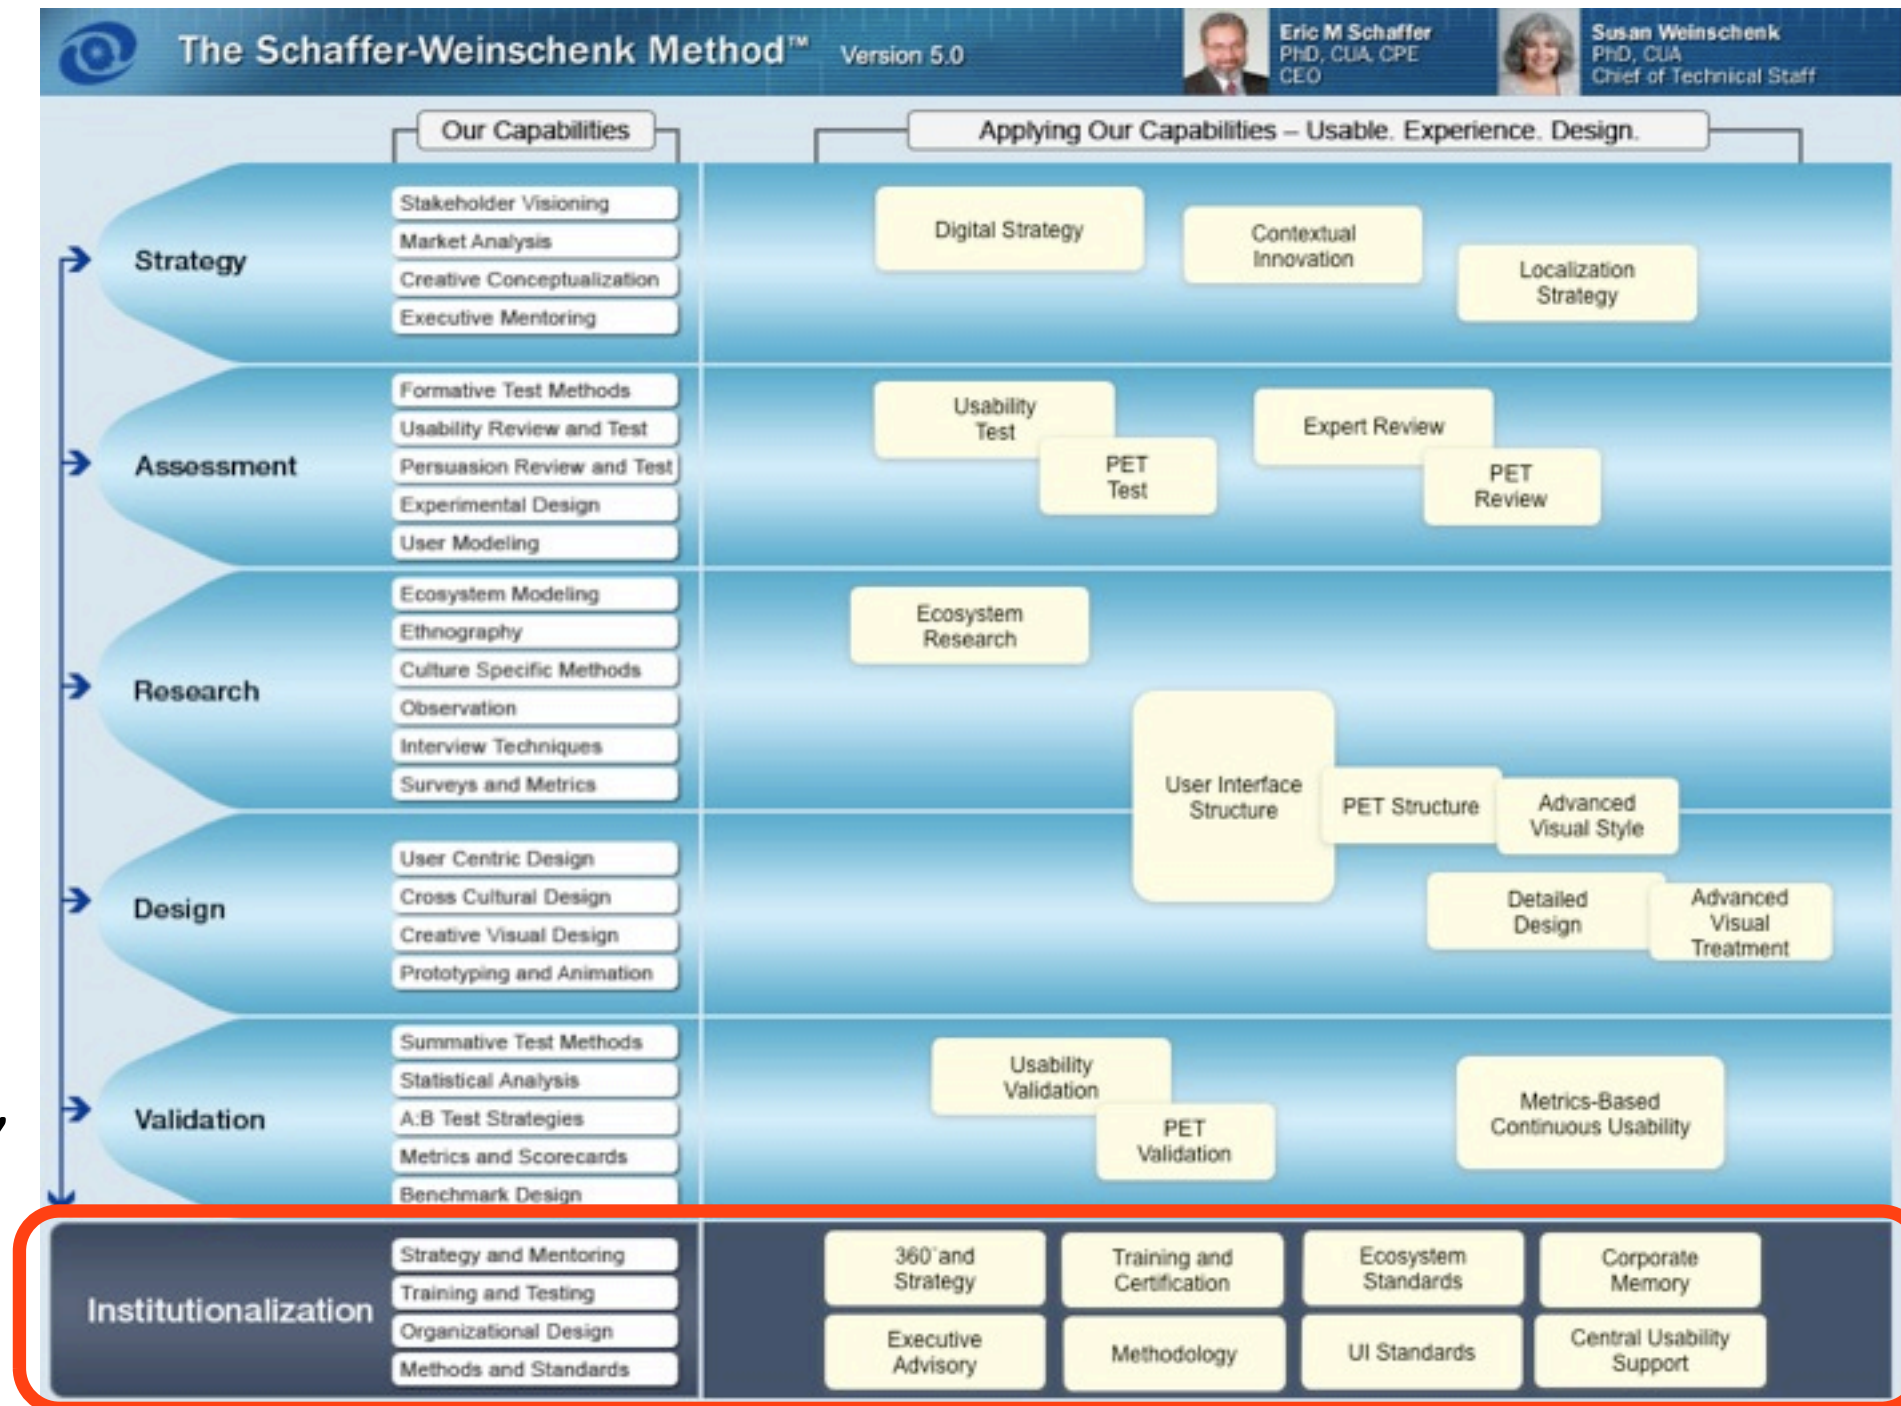 The Schaffer-Weinschenk Method™ Version 5.0
Eric M Schaffer
PhD, CUA, CPE
CEO
Susan Weinschenk
PhD, CUA
Chief of Technical Staff
Our Capabilities
Applying Our Capabilities – Usable. Experience. Design.
Strategy
Stakeholder Visioning
Market Analysis
Creative Conceptualization
Executive Mentoring
Digital Strategy
Contextual
Innovation
Localization
Strategy
Assessment
Formative Test Methods
Usability Review and Test
Persuasion Review and Test
Experimental Design
User Modeling
Usability
Test
PET
Test
Expert Review
PET
Review
Research
Ecosystem Modeling
Ethnography
Culture Specific Methods
Observation
Interview Techniques
Surveys and Metrics
Ecosystem
Research
User Interface
Structure
PET Structure
Advanced
Visual Style
Design
User Centric Design
Cross Cultural Design
Creative Visual Design
Prototyping and Animation
Detailed
Design
Advanced
Visual
Treatment
Validation
Summative Test Methods
Statistical Analysis
A:B Test Strategies
Metrics and Scorecards
Benchmark Design
Usability
Validation
PET
Validation
Metrics-Based
Continuous Usability
Institutionalization
Strategy and Mentoring
Training and Testing
Organizational Design
Methods and Standards
360˚and
Strategy
Training and
Certification
Ecosystem
Standards
Corporate
Memory
Executive
Advisory
Methodology
UI Standards
Central Usability
Support